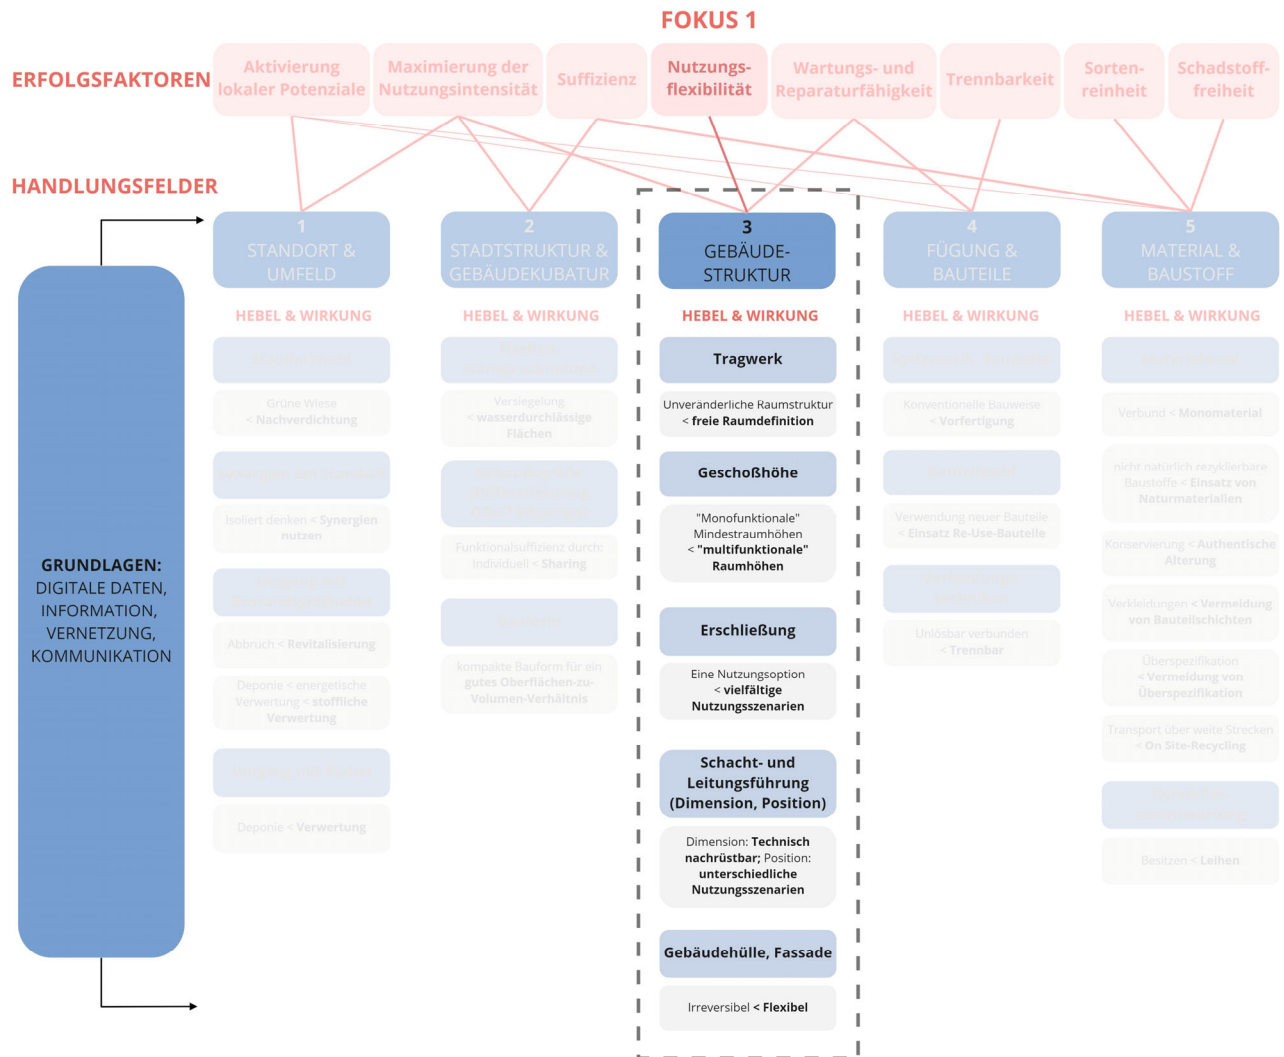 FOKUS 1
ERFOLGSFAKTOREN
Aktivierung
lokaler Potenziale
Maximierung der
Nutzungsintensität
Suffizienz
Nutzungs-
flexibilität
Wartungs- und
Reparaturfähigkeit
Trennbarkeit
Sorten-
reinheit
Schadstoff-
freiheit
HANDLUNGSFELDER
GRUNDLAGEN:
DIGITALE DATEN,
INFORMATION,
VERNETZUNG,
KOMMUNIKATION
1
STANDORT &
UMFELD
HEBEL & WIRKUNG
Grüne Wiese
< Nachverdichtung
Isoliert denken < Synergien
nutzen
Abbruch < Revitalisierung
Deponie < energetische
Verwertung < stoffliche
Verwertung
Deponie < Verwertung
2
STADTSTRUKTUR &
GEBÄUDEKUBATUR
HEBEL & WIRKUNG
Versiegelung
< wasserdurchlässige
Flächen
Funktionalsuffizienz durch:
Individuell < Sharing
kompakte Bauform für ein
gutes Oberflächen-zu-
Volumen-Verhältnis
3
GEBÄUDE-
STRUKTUR
HEBEL & WIRKUNG
Tragwerk
Unveränderliche Raumstruktur
< freie Raumdefinition
Geschoßhöhe
"Monofunktionale"
Mindestraumhöhen
< "multifunktionale"
Raumhöhen
Erschließung
Eine Nutzungsoption
< vielfältige
Nutzungsszenarien
Schacht- und
Leitungsführung
(Dimension, Position)
Dimension: Technisch
nachrüstbar; Position:
unterschiedliche
Nutzungsszenarien
Gebäudehülle, Fassade
Irreversibel < Flexibel
4
FÜGUNG &
BAUTEILE
HEBEL & WIRKUNG
Konventionelle Bauweise
< Vorfertigung
Verwendung neuer Bauteile
< Einsatz Re-Use-Bauteile
Unlösbar verbunden
< Trennbar
5
MATERIAL &
BAUSTOFF
HEBEL & WIRKUNG
Verbund < Monomaterial
nicht natürlich rezyklierbare
Baustoffe < Einsatz von
Naturmaterialien
Konservierung < Authentische
Alterung
Verkleidungen < Vermeidung
von Bauteilschichten
Überspezifikation
< Vermeidung von
Überspezifikation
Transport über weite Strecken
< On Site-Recycling
Besitzen < Leihen